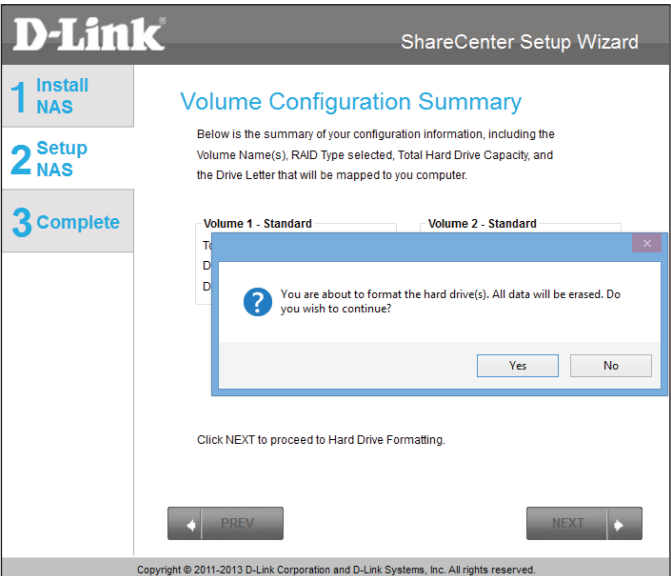 D-Link®
ShareCenter Setup Wizard
1 Install
NAS
2 Setup
NAS
3 Complete
Volume Configuration Summary
Below is the summary of your configuration information, including the
Volume Name(s), RAID Type selected, Total Hard Drive Capacity, and
the Drive Letter that will be mapped to you computer.
Volume 1 - Standard
Volume 2 - Standard
D
D
You are about to format the hard drive(s). All data will be erased. Do
you wish to continue?
Yes
No
Click NEXT to proceed to Hard Drive Formatting.
PREV
NEXT
Copyright © 2011-2013 D-Link Corporation and D-Link Systems, Inc. All rights reserved.